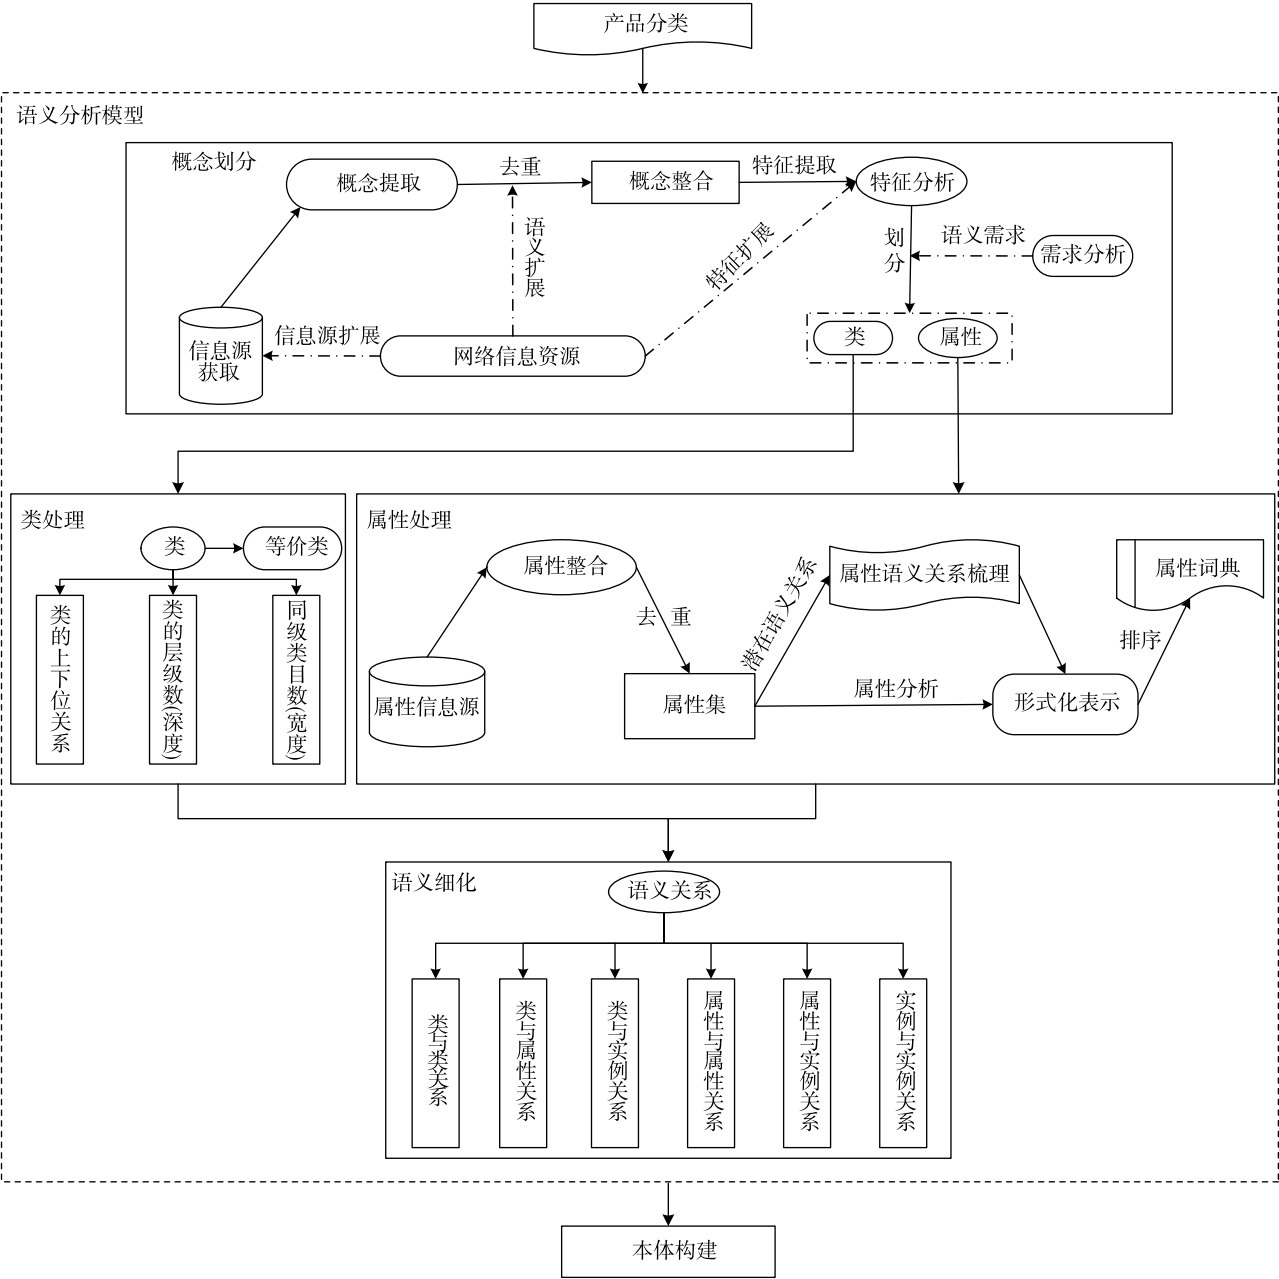 产品分类
语义分析模型
概念划分
概念提取
去重
概念整合
特征提取
特征分析
语义扩展
特征扩展
划分
语义需求
需求分析
信息源
获取
信息源扩展
网络信息资源
类
属性
类处理
类
等价类
类的上下位关系
类的层级数(深度)
同级类目数(宽度)
属性处理
属性整合
去 重
属性信息源
属性集
潜在语义关系
属性语义关系梳理
属性分析
形式化表示
排序
属性词典
语义细化
语义关系
类与类关系
类与属性关系
类与实例关系
属性与属性关系
属性与实例关系
实例与实例关系
本体构建